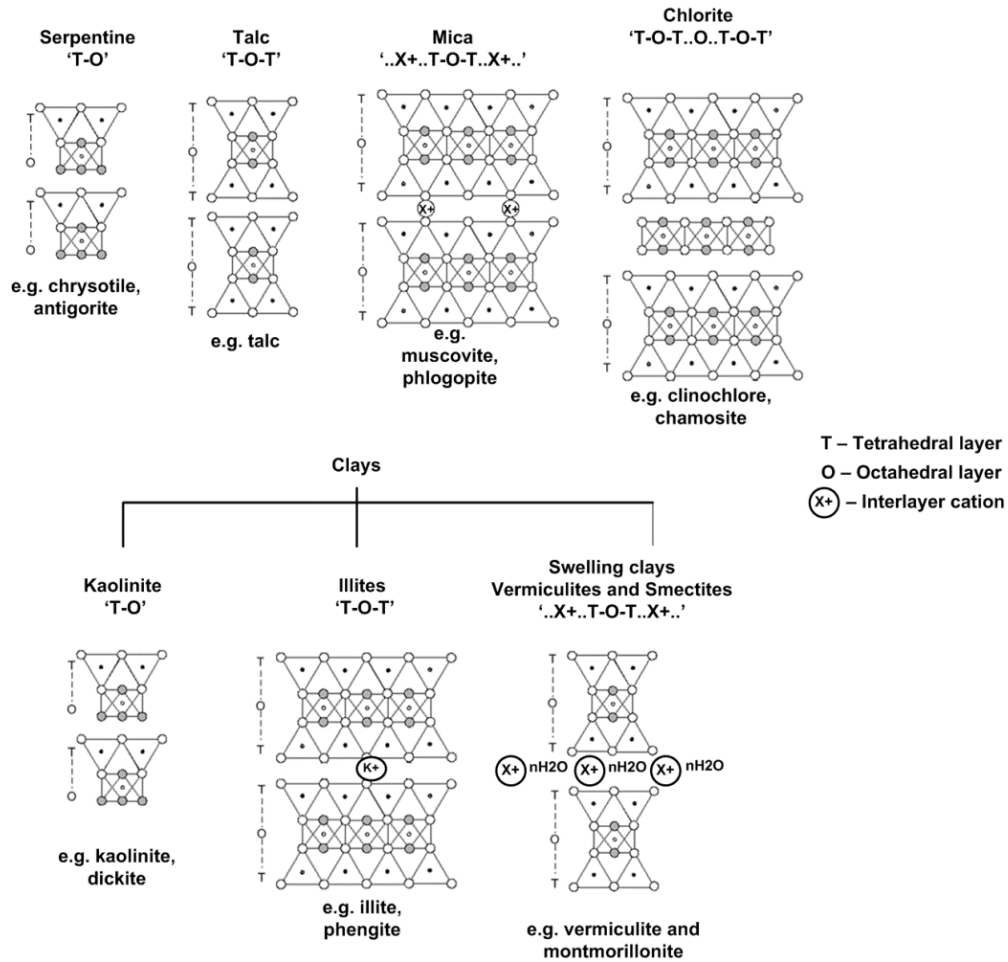 Serpentine
‘T-O’
Talc
‘T-O-T’
Mica
‘..X+..T-O-T..X+..’
Chlorite
‘T-O-T..O..T-O-T’
T
O
T
O
T
O
T
T
O
T
T
O
T
X+
X+
T
O
T
T
O
T
T
O
T
e.g. chrysotile,
antigorite
e.g. talc
e.g.
muscovite,
phlogopite
e.g. clinochlore,
chamosite
T – Tetrahedral layer
O – Octahedral layer
X+ – Interlayer cation
Clays
Kaolinite
‘T-O’
Illites
‘T-O-T’
Swelling clays
Vermiculites and Smectites
‘..X+..T-O-T..X+..’
T
O
T
O
T
O
T
K+
T
O
T
T
O
T
X+ nH2O X+ nH2O X+ nH2O
T
O
T
e.g. kaolinite,
dickite
e.g. illite,
phengite
e.g. vermiculite and
montmorillonite